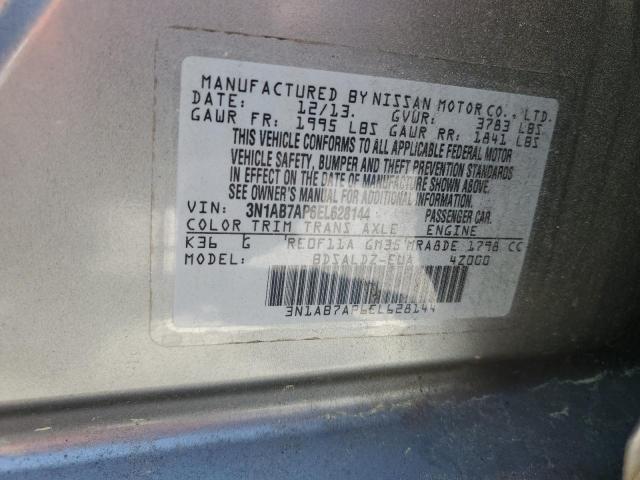 MANUFACTURED BY NISSAN MOTOR CO., LTD.
DATE: 12/13. GVWR: 3783 LBS
GAWR FR: 1995 LBS GAWR RR: 1841 LBS
THIS VEHICLE CONFORMS TO ALL APPLICABLE FEDERAL MOTOR
VEHICLE SAFETY, BUMPER AND THEFT PREVENTION STANDARDS
IN EFFECT ON THE DATE OF MANUFACTURE SHOWN ABOVE.
SEE OWNER'S MANUAL FOR ADDITIONAL INFORMATION.
VIN: 3N1AB7AP6EL628144 PASSENGER CAR.
COLOR TRIM TRANS AXLE ENGINE
K36 G RE0F11A GM35 MRA8DE 1798 CC
MODEL: BDSALDZ-EUA 4Z000
3N1AB7AP6EL628144